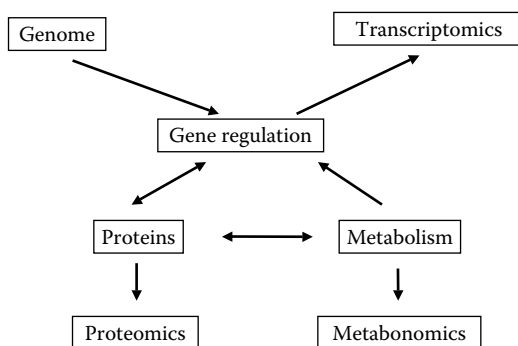 Genome
Transcriptomics
Gene regulation
Proteins
Metabolism
Proteomics
Metabonomics